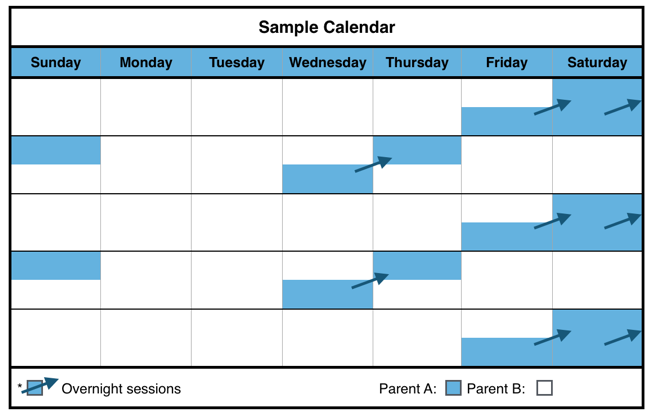 Sample Calendar
Sunday Monday Tuesday Wednesday Thursday Friday Saturday
* Overnight sessions Parent A: Parent B: